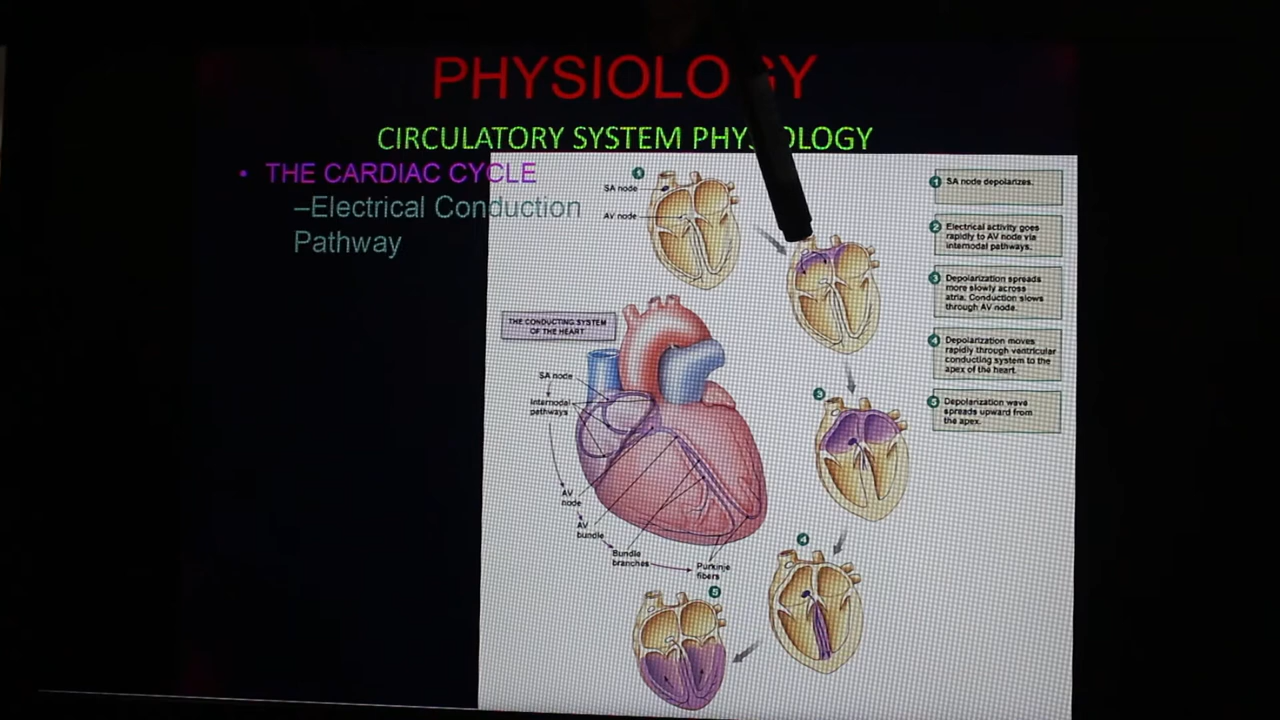 PHYSIOLOGY
CIRCULATORY SYSTEM PHYSIOLOGY
• THE CARDIAC CYCLE
–Electrical Conduction
Pathway
1
SA node
AV node
THE CONDUCTING SYSTEM
OF THE HEART
SA node
Internodal
pathways
AV
node
AV
bundle
Bundle
branches
Purkinje
fibers
3
4
5
1 SA node depolarizes.
2 Electrical activity goes
rapidly to AV node via
internodal pathways.
3 Depolarization spreads
more slowly across
atria. Conduction slows
through AV node.
4 Depolarization moves
rapidly through ventricular
conducting system to the
apex of the heart.
5 Depolarization wave
spreads upward from
the apex.